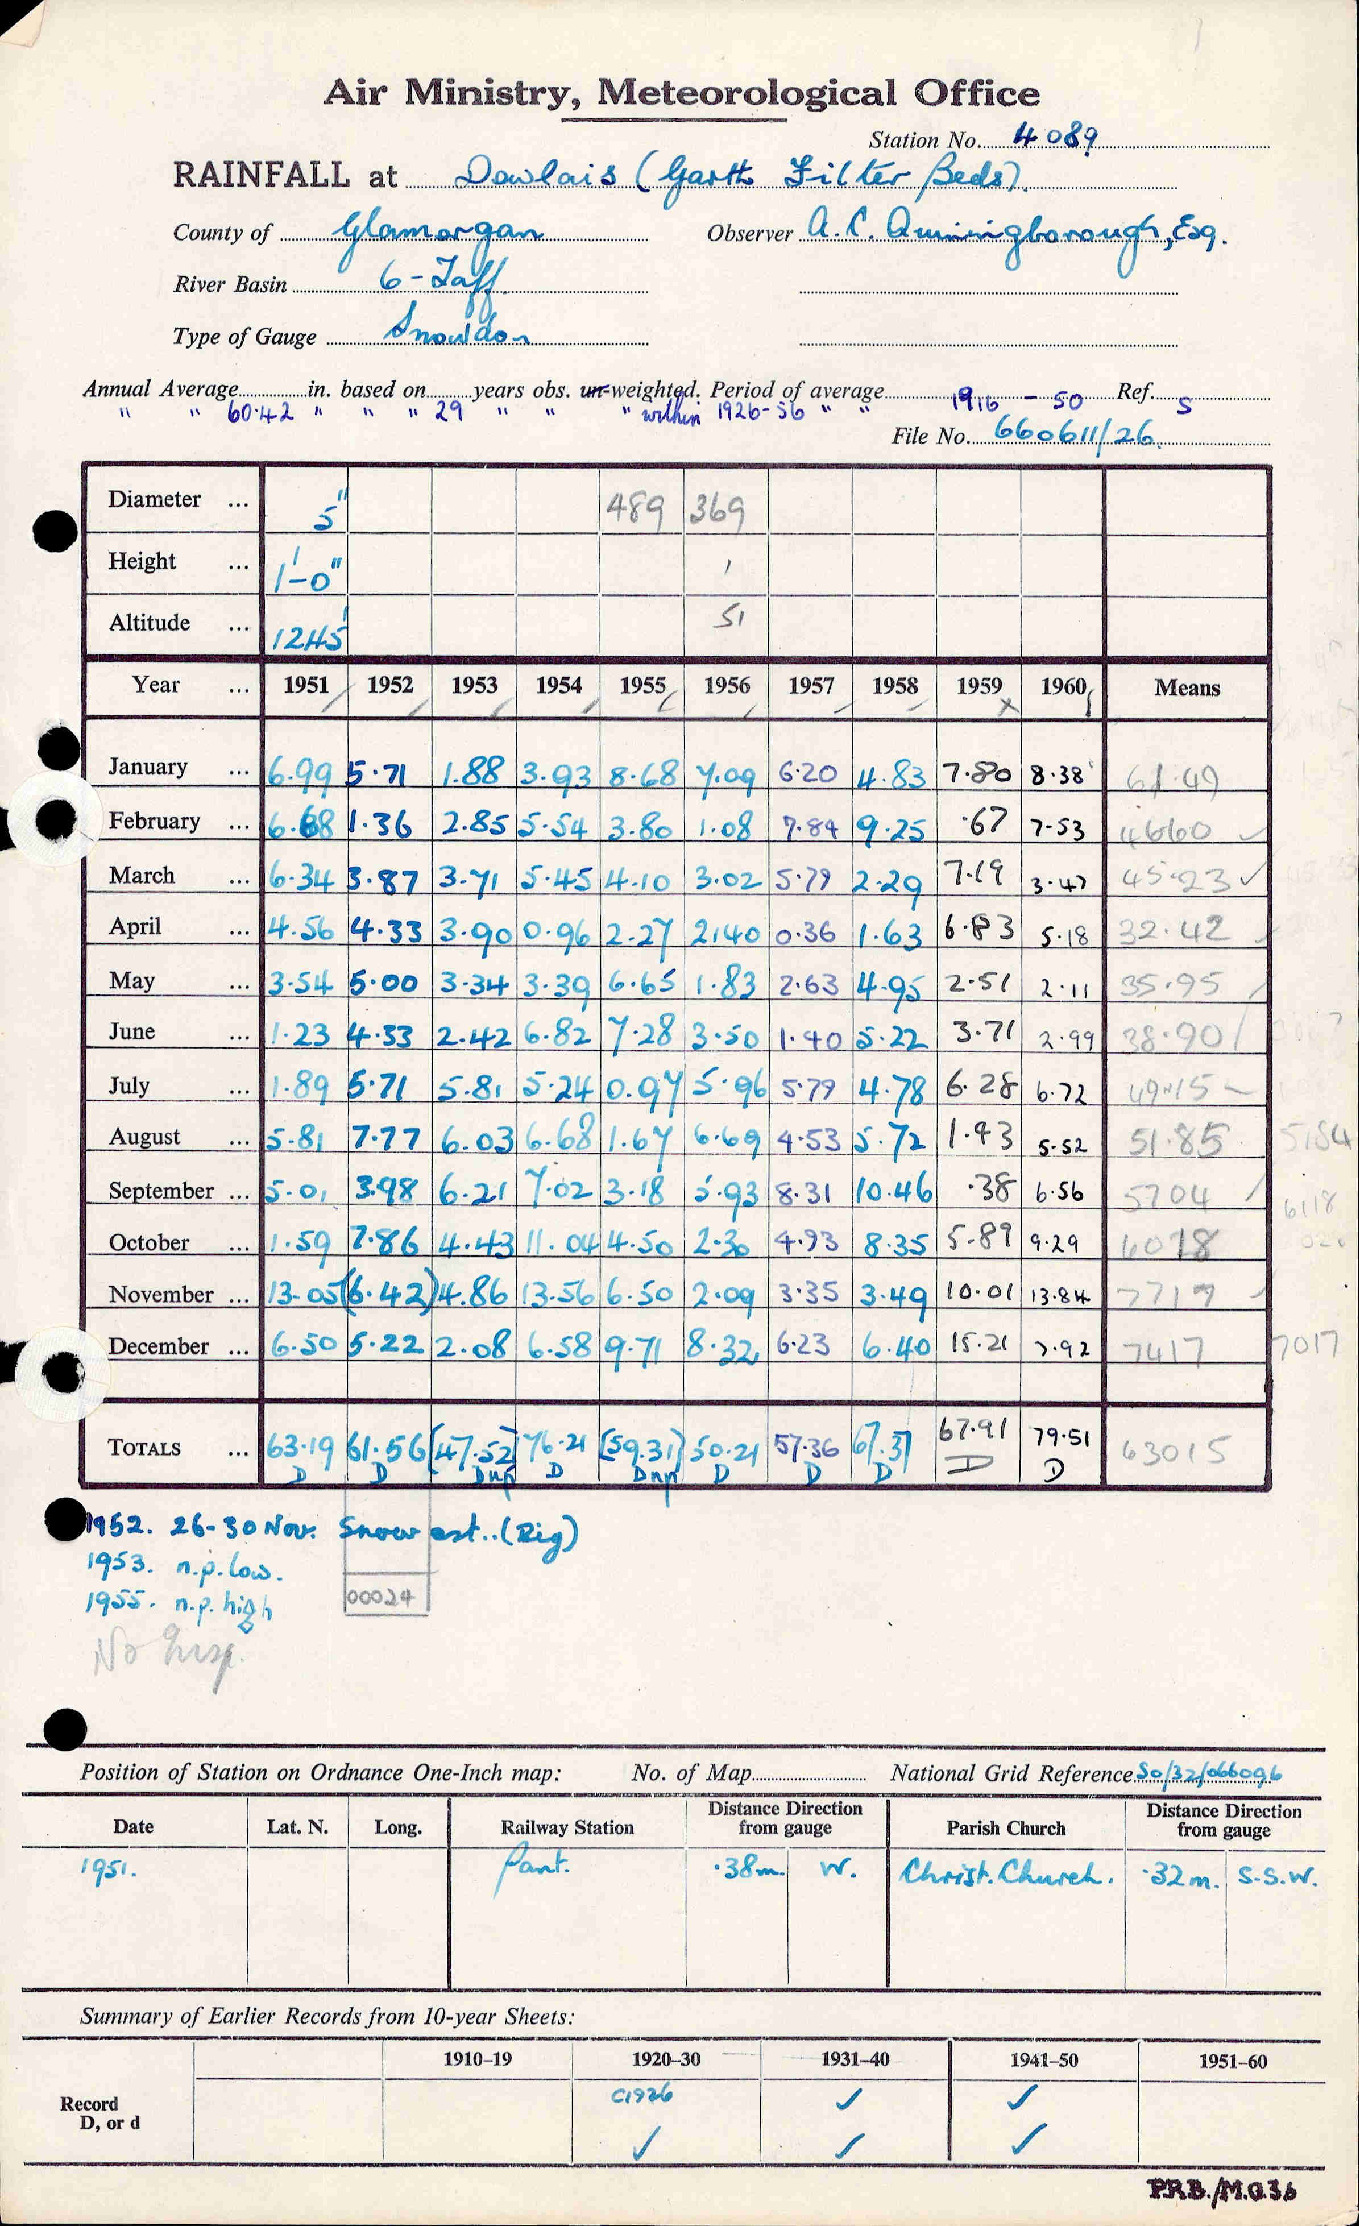 Air Ministry, Meteorological Office
Station No. 4089
RAINFALL at Dowlais (Garth Filter Beds).
County of Glamorgan Observer A.C. Quiningborough, Esq.
River Basin 6 - Taff
Type of Gauge Snowdon
Annual Average in. based on years obs. un-weighted. Period of average 1916 - 50 Ref. S
" " 60.42 " " " 29 " " " within 1926-56 " "
File No. 660611/26
Diameter ... 5" 489 369
Height ... 1'-0" 1
Altitude ... 1245' 51
Year ... 1951 1952 1953 1954 1955 1956 1957 1958 1959 1960 Means
January ... 6.99 5.71 1.88 3.93 8.68 7.09 6.20 4.83 7.80 8.38 61.49
February ... 6.68 1.36 2.85 5.54 3.80 1.08 7.84 9.25 .67 7.53 4660
March ... 6.34 3.87 3.71 5.45 4.10 3.02 5.79 2.29 7.19 3.47 45.23
April ... 4.56 4.33 3.90 0.96 2.27 2.40 0.36 1.63 6.83 5.18 32.42
May ... 3.54 5.00 3.34 3.39 6.65 1.83 2.63 4.95 2.51 2.11 35.95
June ... 1.23 4.33 2.42 6.82 7.28 3.50 1.40 5.22 3.71 2.99 38.90
July ... 1.89 5.71 5.81 5.24 0.97 5.96 5.79 4.78 6.28 6.72 49.15
August ... 5.81 7.77 6.03 6.68 1.67 6.69 4.53 5.72 1.43 5.52 51.85 5154
September ... 5.01 3.98 6.21 7.02 3.18 5.93 8.31 10.46 .38 6.56 5704 6118
October ... 1.59 7.86 4.43 11.04 4.50 2.30 4.93 8.35 5.89 9.29 6018
November ... 13.05 (6.42) 4.86 13.56 6.50 2.09 3.35 3.49 10.01 13.84 7717
December ... 6.50 5.22 2.08 6.58 9.71 8.32 6.23 6.40 15.21 7.92 7417 7017
TOTALS ... 63.19 61.56 [47.52] 76.21 [59.31] 50.21 57.36 67.37 67.91 79.51 63015
D D Dnp D Dnp D D D D D
1952. 26-30 Nov. Snow est.. (Rig)
1953. n.p. low.
1955. n.p. high
00024
No Insp.
Position of Station on Ordnance One-Inch map: No. of Map National Grid Reference SO/32/066096
Date Lat. N. Long. Railway Station Distance Direction from gauge Parish Church Distance Direction from gauge
1951. Pant. .38m. W. Christ. Church. .32m. S.S.W.
Summary of Earlier Records from 10-year Sheets:
1910-19 1920-30 1931-40 1941-50 1951-60
Record D, or d C1926 ✓ ✓
✓ ✓ ✓
P.R.B./M.O.36